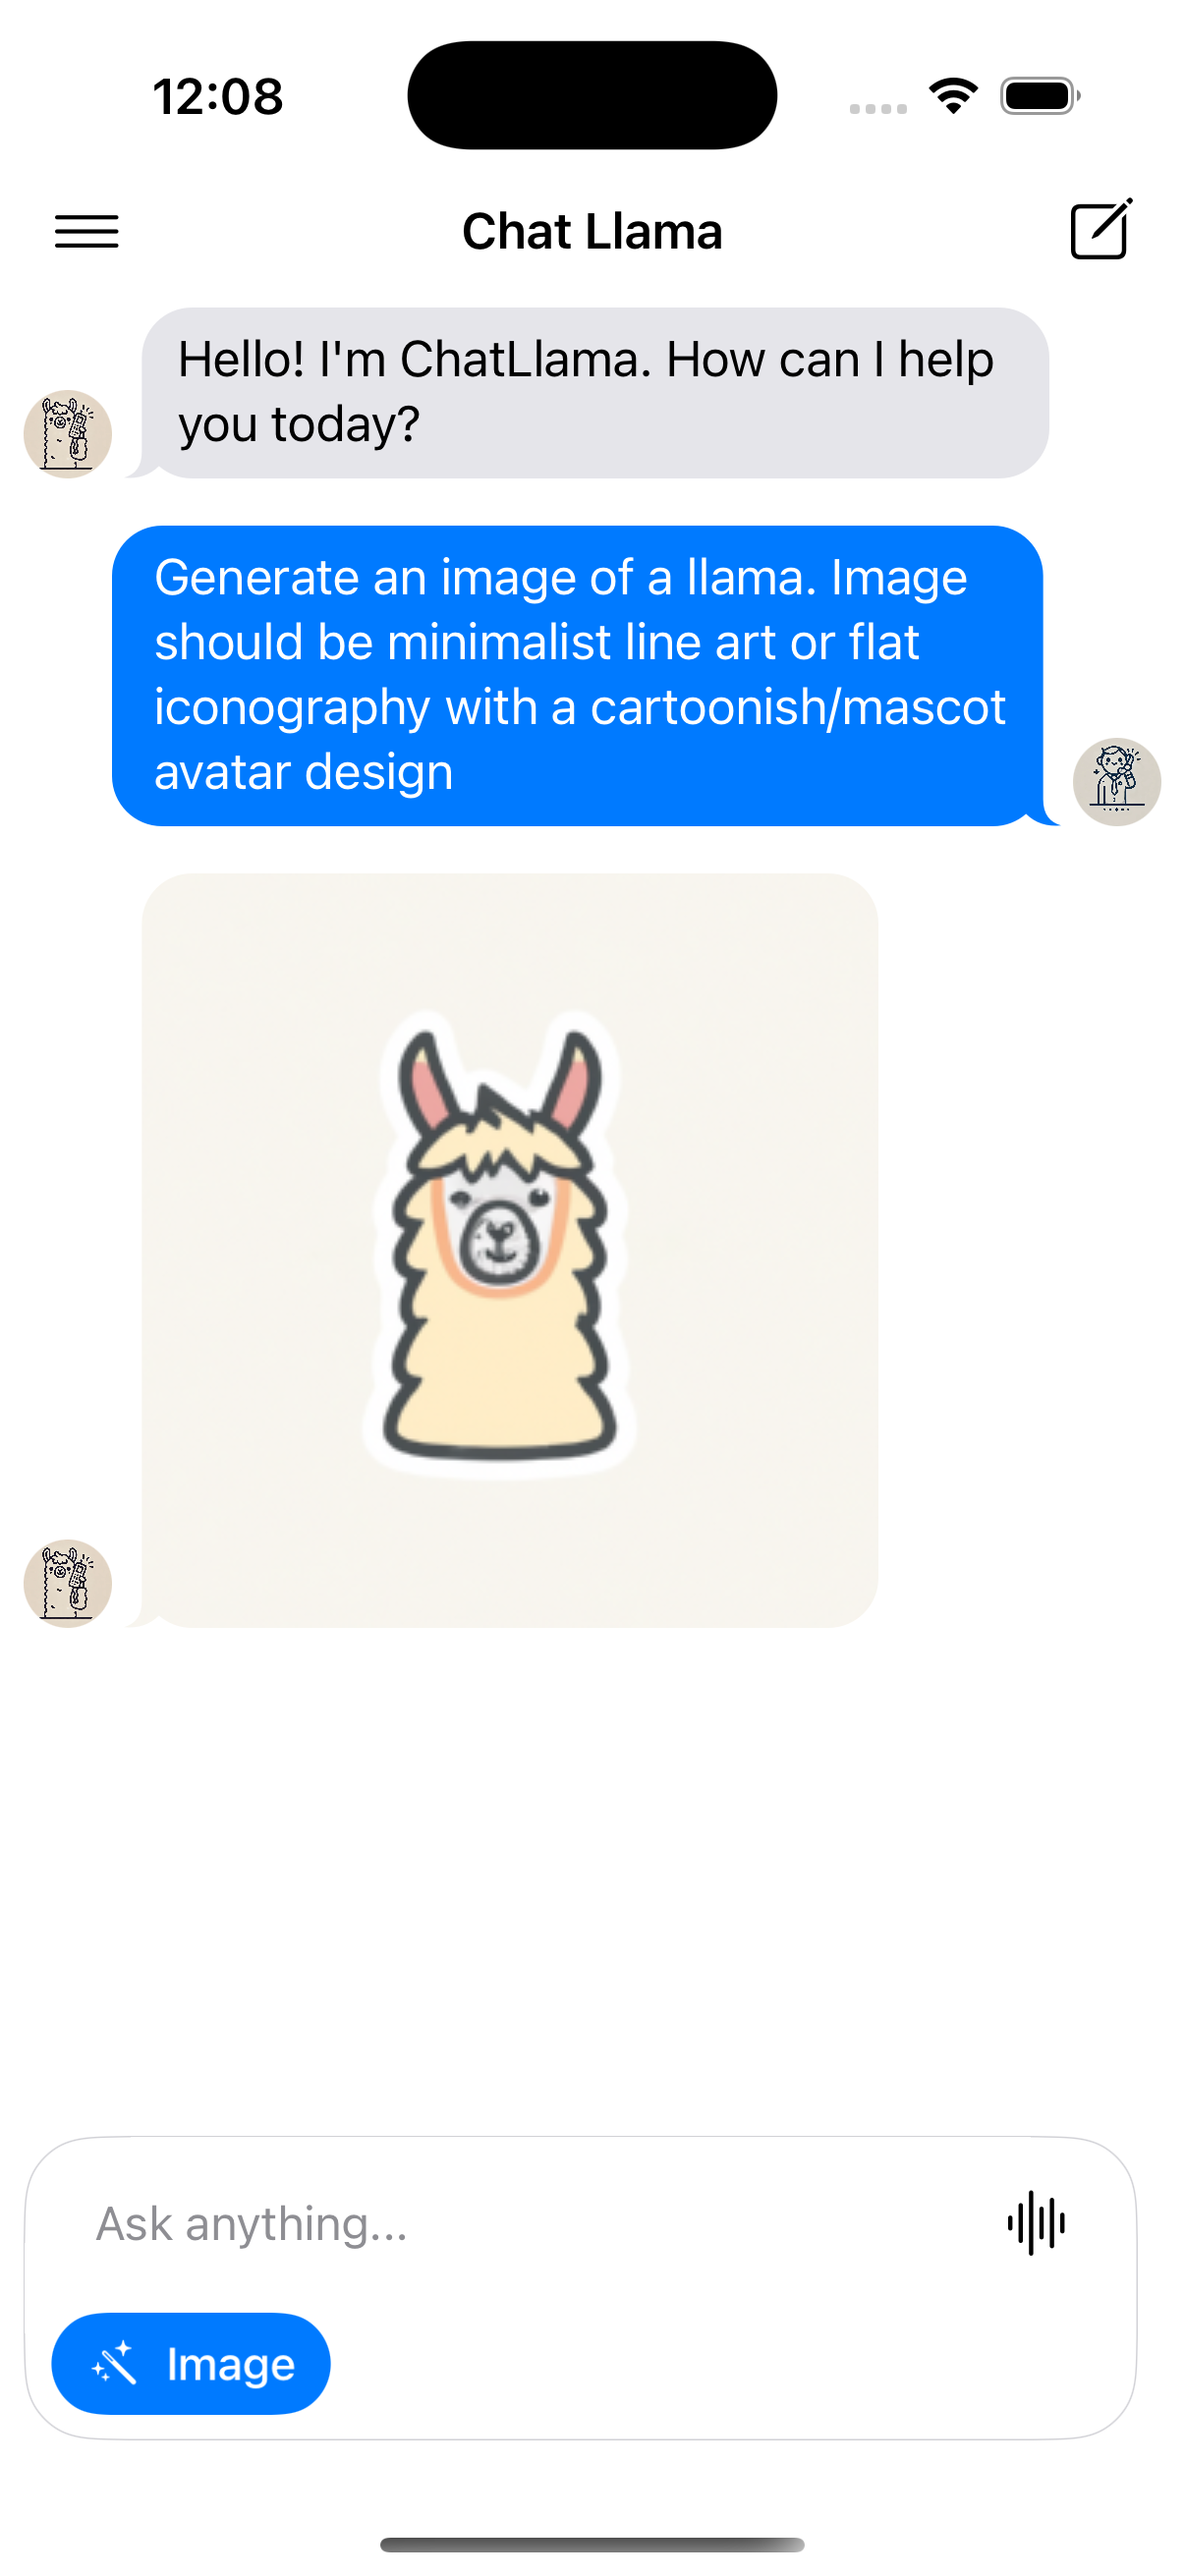 12:08
Chat Llama
Hello! I'm ChatLlama. How can I help
you today?
Generate an image of a llama. Image
should be minimalist line art or flat
iconography with a cartoonish/mascot
avatar design
Ask anything...
Image